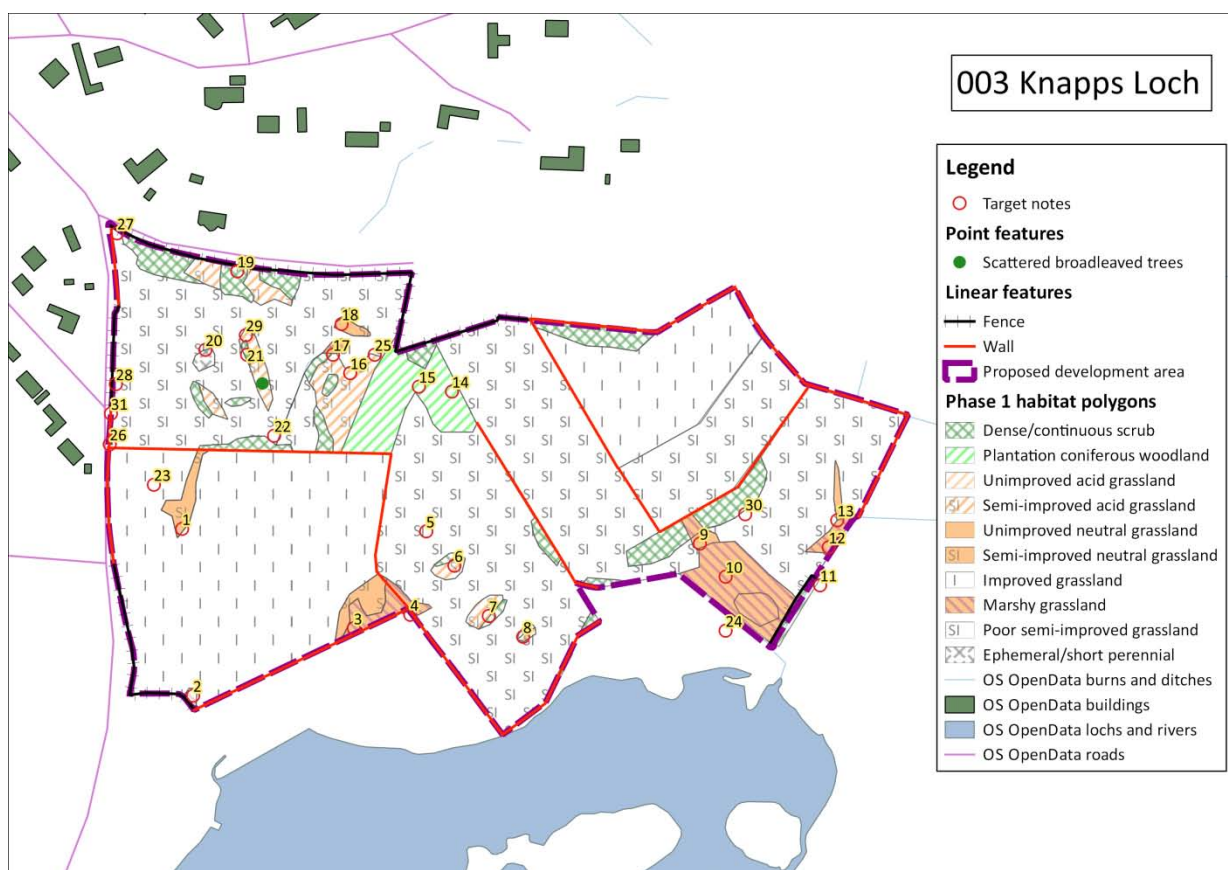 003 Knapps Loch
Legend
Target notes
Point features
Scattered broadleaved trees
Linear features
Fence
Wall
Proposed development area
Phase 1 habitat polygons
Dense/continuous scrub
Plantation coniferous woodland
Unimproved acid grassland
Semi-improved acid grassland
Unimproved neutral grassland
SI Semi-improved neutral grassland
I Improved grassland
Marshy grassland
SI Poor semi-improved grassland
Ephemeral/short perennial
OS OpenData burns and ditches
OS OpenData buildings
OS OpenData lochs and rivers
OS OpenData roads
27
19
18
29
20
21
17
25
16
28
15
14
31
22
26
23
1
5
30
13
9
12
6
10
11
7
4
3
8
24
2